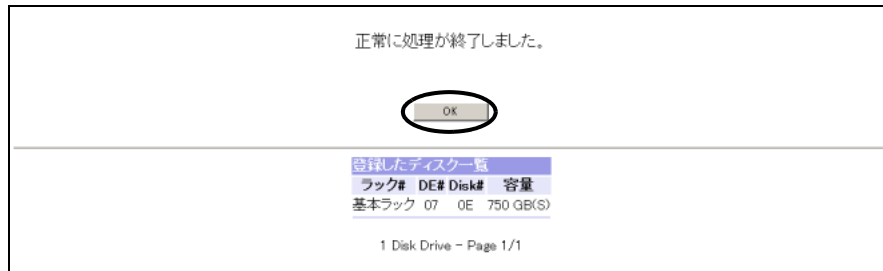 正常に処理が終了しました。
OK
登録したディスク一覧
ラック# DE# Disk# 容量
基本ラック 07 0E 750 GB(S)
1 Disk Drive - Page 1/1